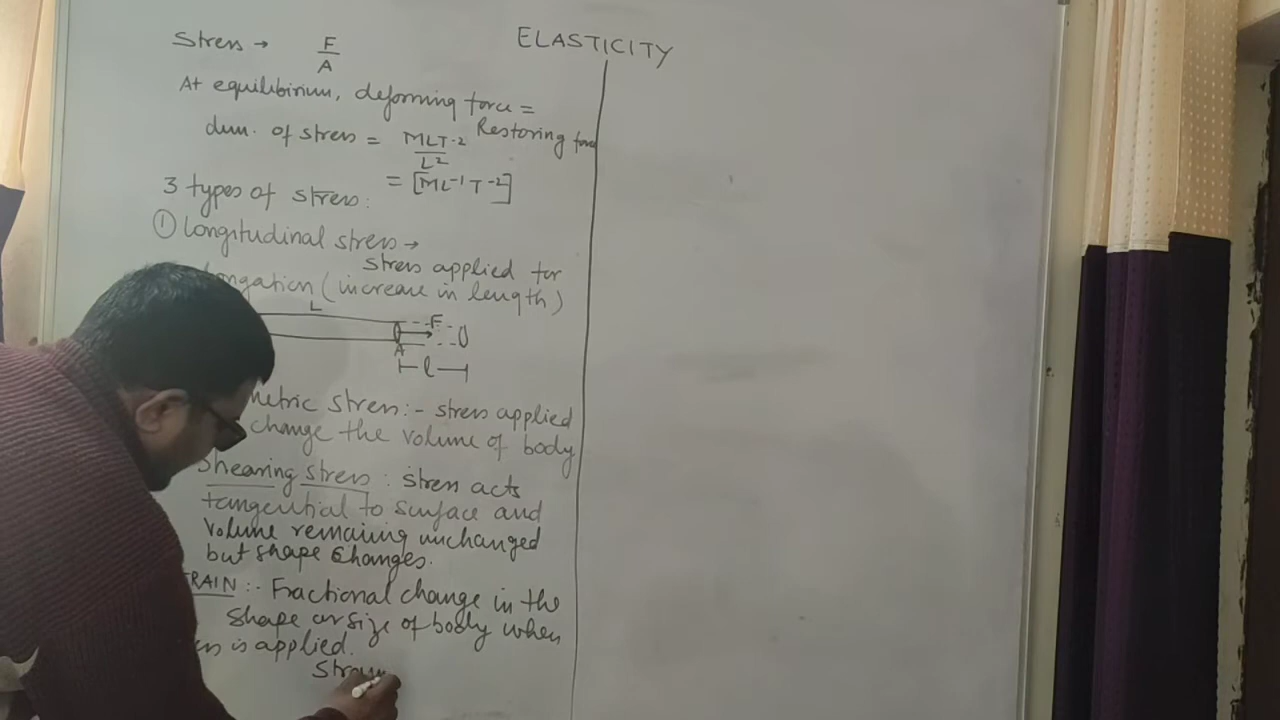 ELASTICITY
Stress → F
A
At equilibrium, deforming force =
Restoring force
dim. of stress = MLT-2
L2
= [ML-1T-2]
3 types of stress:
① Longitudinal stress →
stress applied for
(increase in length)
L
F
A
l
stress :- stress applied
change the volume of body
Shearing stress : stress acts
tangential to surface and
volume remaining unchanged
but shape changes.
:- Fractional change in the
shape or size of body when
is applied.